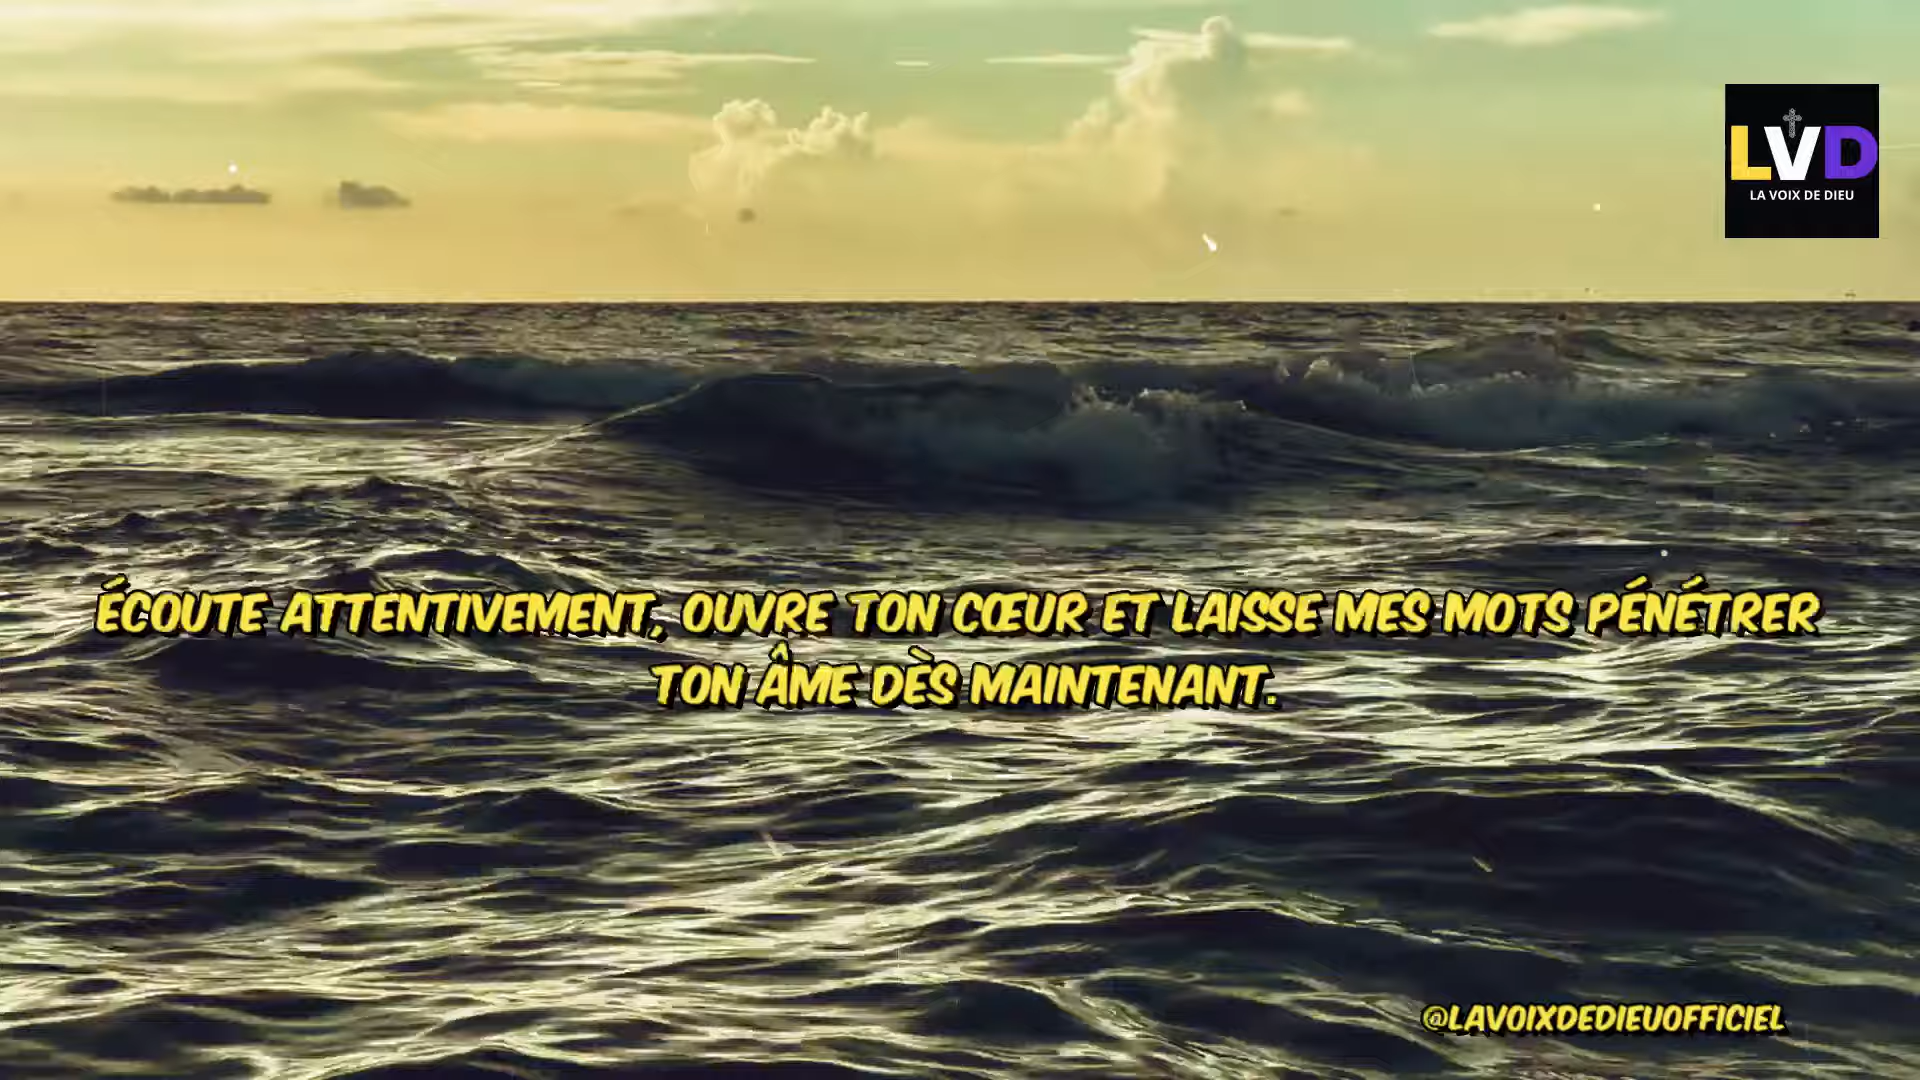 LVD
LA VOIX DE DIEU
ÉCOUTE ATTENTIVEMENT, OUVRE TON CŒUR ET LAISSE MES MOTS PÉNÉTRER
TON ÂME DÈS MAINTENANT.
@LAVOIXDEDIEUOFFICIEL